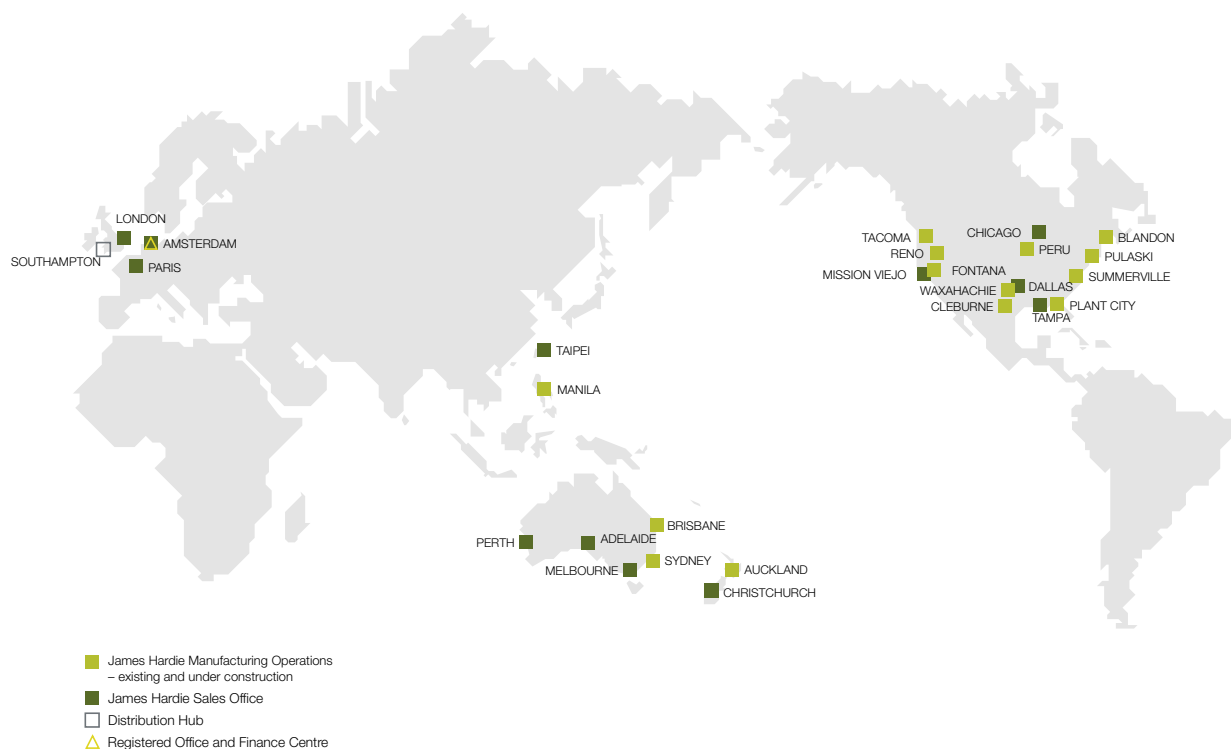 LONDON
AMSTERDAM
SOUTHAMPTON
PARIS
TACOMA
CHICAGO
BLANDON
RENO
PERU
PULASKI
MISSION VIEJO
FONTANA
SUMMERVILLE
WAXAHACHIE
DALLAS
CLEBURNE
PLANT CITY
TAMPA
TAIPEI
MANILA
BRISBANE
PERTH
ADELAIDE
SYDNEY
MELBOURNE
AUCKLAND
CHRISTCHURCH
James Hardie Manufacturing Operations
– existing and under construction
James Hardie Sales Office
Distribution Hub
Registered Office and Finance Centre